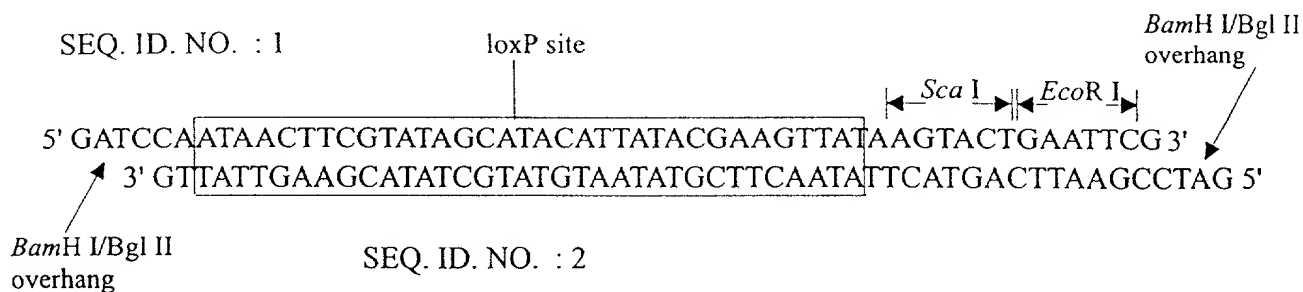 BamH I/Bgl II
overhang
SEQ. ID. NO. : 1
loxP site
Sca I
EcoR I
5' GATCCAATAACTTCGTATAGCATACATTATACGAAGTTATAAGTACTGAATTCG 3'
3' GTTATTGAAGCATATCGTATGTAATATGCTTCAATATTCATGACTTAAGCCTAG 5'
BamH I/Bgl II
overhang
SEQ. ID. NO. : 2